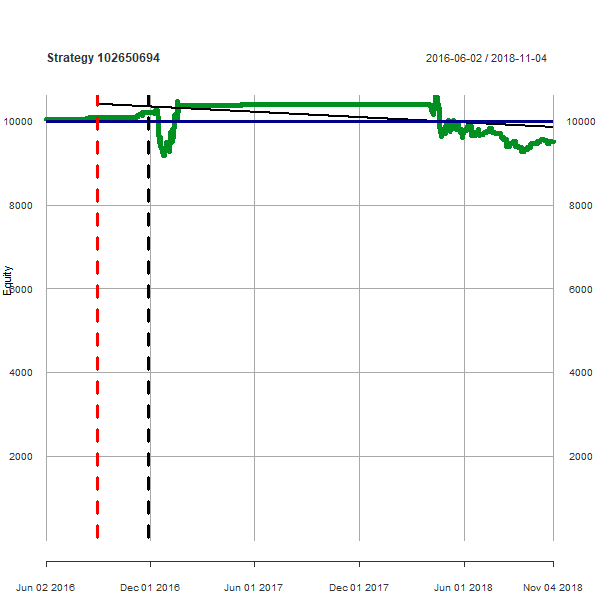 Strategy 102650694
2016-06-02 / 2018-11-04
10000
10000
8000
8000
Equity
6000
6000
4000
4000
2000
2000
Jun 02 2016
Dec 01 2016
Jun 01 2017
Dec 01 2017
Jun 01 2018
Nov 04 2018